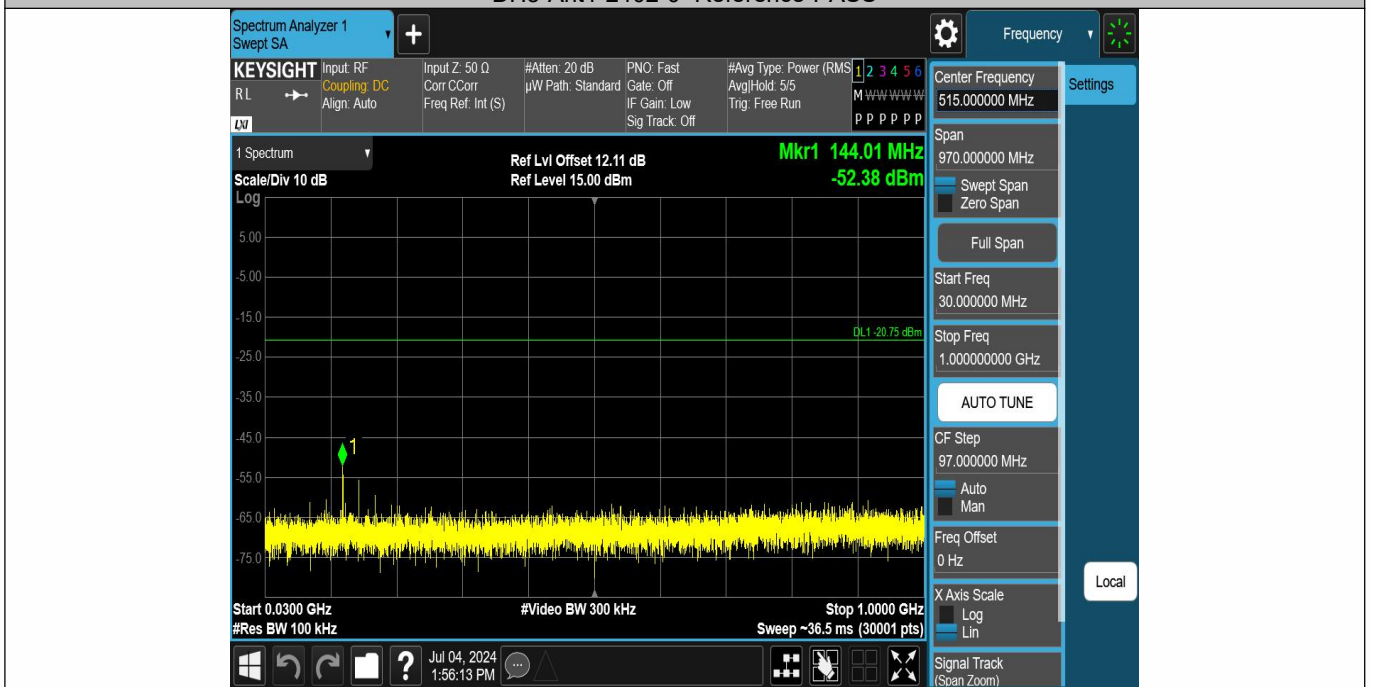 Spectrum Analyzer 1
Swept SA
Frequency
KEYSIGHT
RL
LXI
Input: RF
Coupling: DC
Align: Auto
Input Z: 50 Ω
Corr CCorr
Freq Ref: Int (S)
#Atten: 20 dB
µW Path: Standard
PNO: Fast
Gate: Off
IF Gain: Low
Sig Track: Off
#Avg Type: Power (RMS
Avg|Hold: 5/5
Trig: Free Run
1 2 3 4 5 6
M W W W W W
P P P P P P
Center Frequency
515.000000 MHz
Settings
1 Spectrum
Scale/Div 10 dB
Log
Ref Lvl Offset 12.11 dB
Ref Level 15.00 dBm
Mkr1 144.01 MHz
-52.38 dBm
Span
970.000000 MHz
Swept Span
Zero Span
Full Span
Start Freq
30.000000 MHz
Stop Freq
1.000000000 GHz
AUTO TUNE
CF Step
97.000000 MHz
Auto
Man
Freq Offset
0 Hz
X Axis Scale
Log
Lin
Signal Track
(Span Zoom)
Local
5.00
-5.00
-15.0
DL1 -20.75 dBm
-25.0
-35.0
-45.0
1
-55.0
-65.0
-75.0
Start 0.0300 GHz
#Video BW 300 kHz
Stop 1.0000 GHz
#Res BW 100 kHz
Sweep ~36.5 ms (30001 pts)
?
Jul 04, 2024
1:56:13 PM